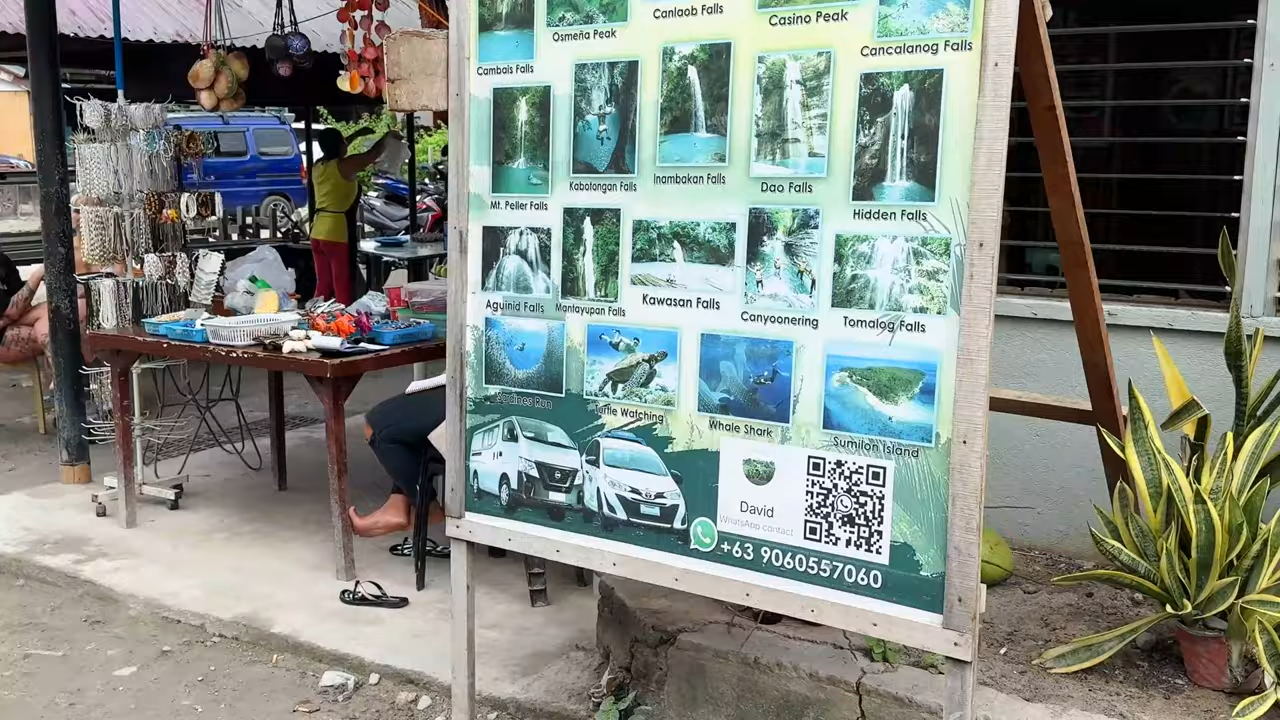 Osmeña Peak
Canlaob Falls
Casino Peak
Cancalanog Falls
Cambais Falls
Mt. Peller Falls
Kabolongan Falls
Inambakan Falls
Dao Falls
Hidden Falls
Aguinid Falls
Mantayupan Falls
Kawasan Falls
Canyoonering
Tomalog Falls
Sardines Run
Turtle Watching
Whale Shark
Sumilon Island
David
WhatsApp contact
+63 9060557060